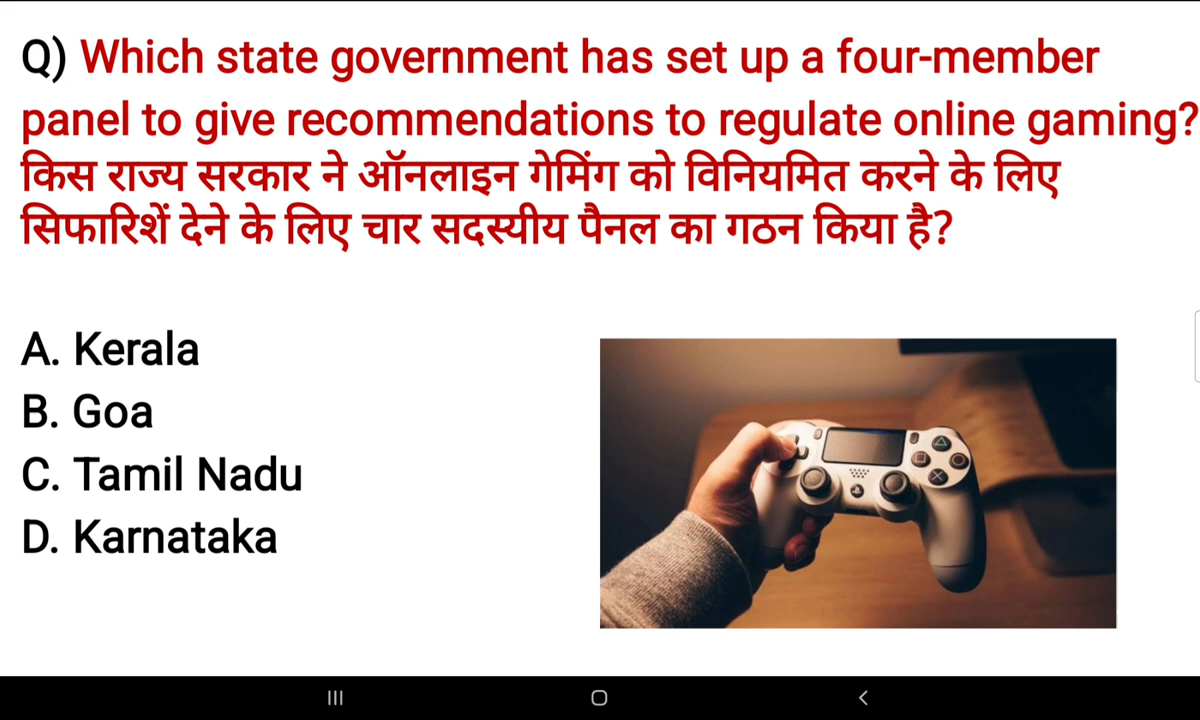 Q) Which state government has set up a four-member
panel to give recommendations to regulate online gaming?
किस राज्य सरकार ने ऑनलाइन गेमिंग को विनियमित करने के लिए
सिफारिशें देने के लिए चार सदस्यीय पैनल का गठन किया है?
A. Kerala
B. Goa
C. Tamil Nadu
D. Karnataka